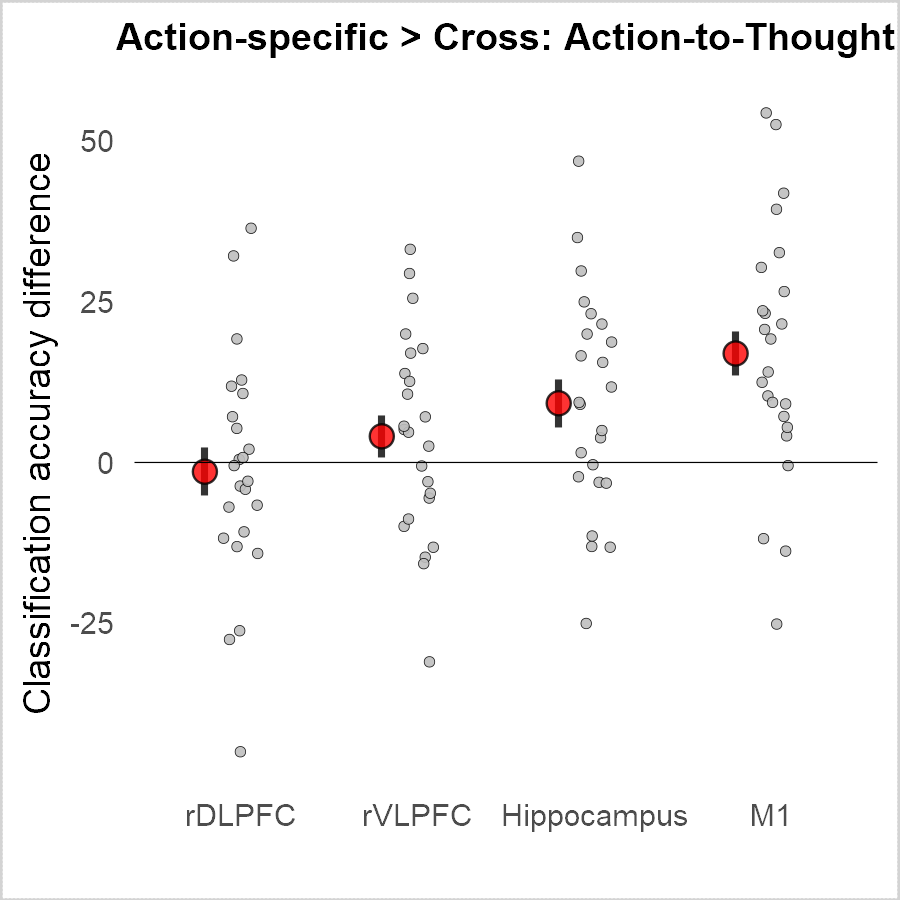 Action-specific > Cross: Action-to-Thought
Classification accuracy difference
50
25
0
-25
rDLPFC rVLPFC Hippocampus M1